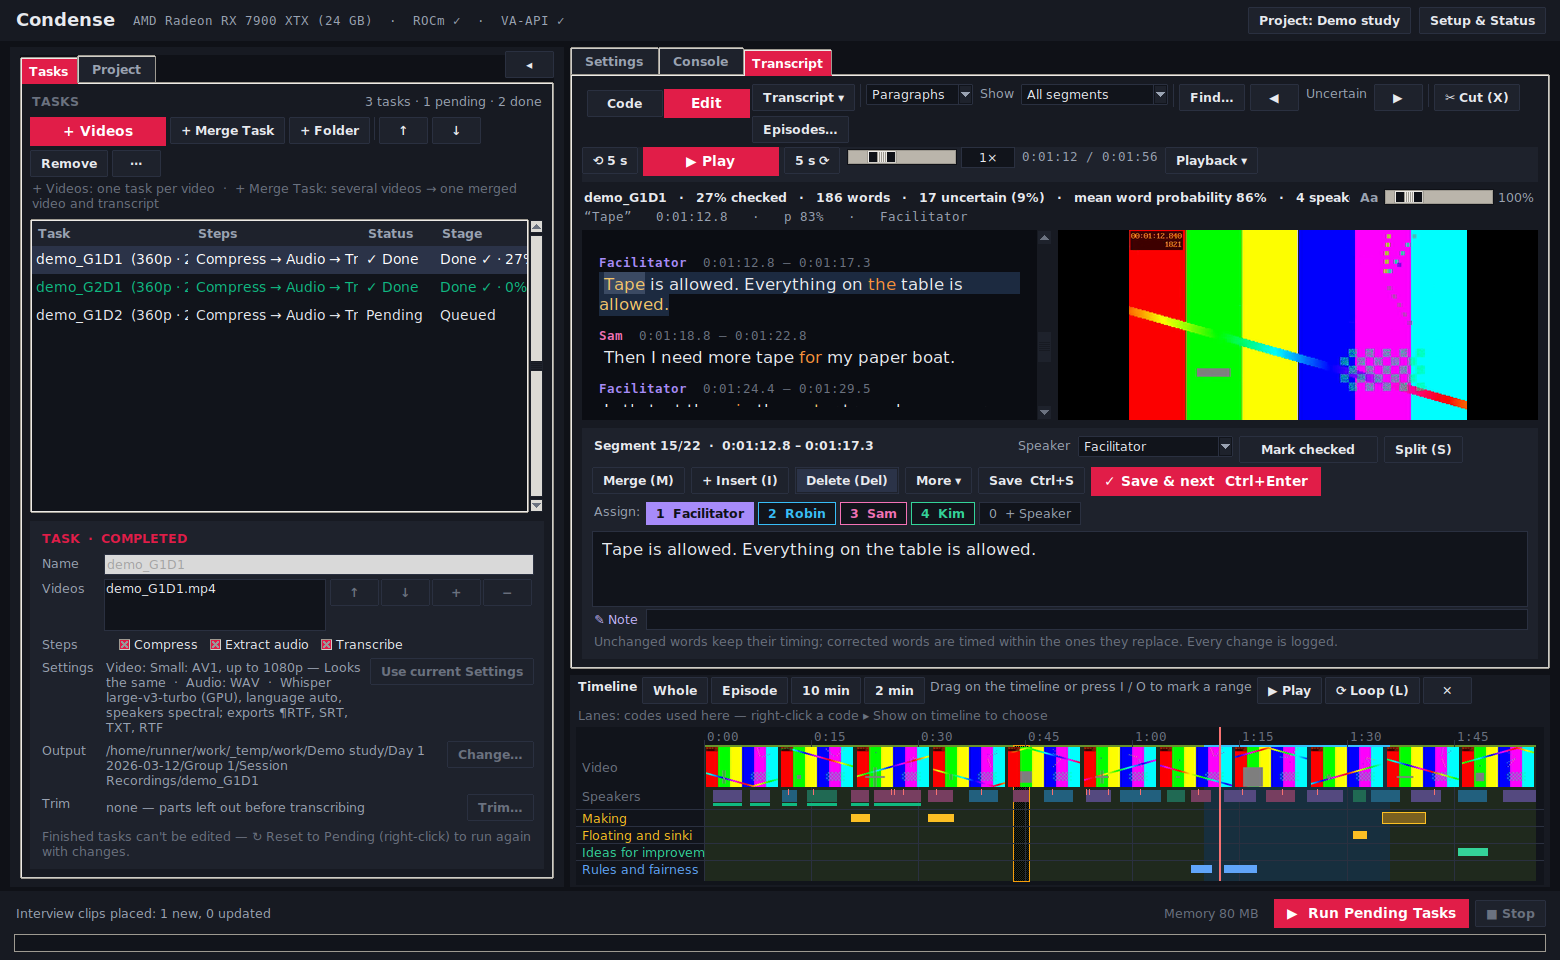 Condense AMD Radeon RX 7900 XTX (24 GB) · ROCm ✓ · VA-API ✓ Project: Demo study Setup & Status
Tasks Project ◂
TASKS 3 tasks · 1 pending · 2 done
+ Videos + Merge Task + Folder ↑ ↓
Remove ···
+ Videos: one task per video · + Merge Task: several videos → one merged
video and transcript
Task Steps Status Stage
demo_G1D1 (360p · 2 Compress → Audio → Tr ✓ Done Done ✓ · 27%
demo_G2D1 (360p · 2 Compress → Audio → Tr ✓ Done Done ✓ · 0%
demo_G1D2 (360p · 2 Compress → Audio → Tr Pending Queued
TASK · COMPLETED
Name demo_G1D1
Videos demo_G1D1.mp4 ↑ ↓ + −
Steps Compress Extract audio Transcribe
Settings Video: Small: AV1, up to 1080p — Looks
the same · Audio: WAV · Whisper
large-v3-turbo (GPU), language auto,
speakers spectral; exports ¶RTF, SRT,
TXT, RTF
Use current Settings
Output /home/runner/work/_temp/work/Demo study/Day 1
2026-03-12/Group 1/Session
Recordings/demo_G1D1
Change…
Trim none — parts left out before transcribing Trim…
Finished tasks can't be edited — ↻ Reset to Pending (right-click) to run again
with changes.
Settings Console Transcript
Code Edit Transcript ▾ Paragraphs Show All segments Find… ◀ Uncertain ▶ ✂ Cut (X)
Episodes…
⟲ 5 s ▶ Play 5 s ⟳ 1× 0:01:12 / 0:01:56 Playback ▾
demo_G1D1 · 27% checked · 186 words · 17 uncertain (9%) · mean word probability 86% · 4 speak Aa 100%
“Tape” 0:01:12.8 · p 83% · Facilitator
Facilitator 0:01:12.8 – 0:01:17.3
Tape is allowed. Everything on the table is
allowed.
Sam 0:01:18.8 – 0:01:22.8
Then I need more tape for my paper boat.
Facilitator 0:01:24.4 – 0:01:29.5
00:01:12.840
1821
Segment 15/22 · 0:01:12.8 – 0:01:17.3 Speaker Facilitator Mark checked Split (S)
Merge (M) + Insert (I) Delete (Del) More ▾ Save Ctrl+S ✓ Save & next Ctrl+Enter
Assign: 1 Facilitator 2 Robin 3 Sam 4 Kim 0 + Speaker
Tape is allowed. Everything on the table is allowed.
✎ Note
Unchanged words keep their timing; corrected words are timed within the ones they replace. Every change is logged.
Timeline Whole Episode 10 min 2 min Drag on the timeline or press I / O to mark a range ▶ Play ⟳ Loop (L) ✕
Lanes: codes used here — right-click a code ▸ Show on timeline to choose
0:00 0:15 0:30 0:45 1:00 1:15 1:30 1:45
Video
Speakers
Making
Floating and sinki
Ideas for improvem
Rules and fairness
Interview clips placed: 1 new, 0 updated Memory 80 MB ▶ Run Pending Tasks ■ Stop